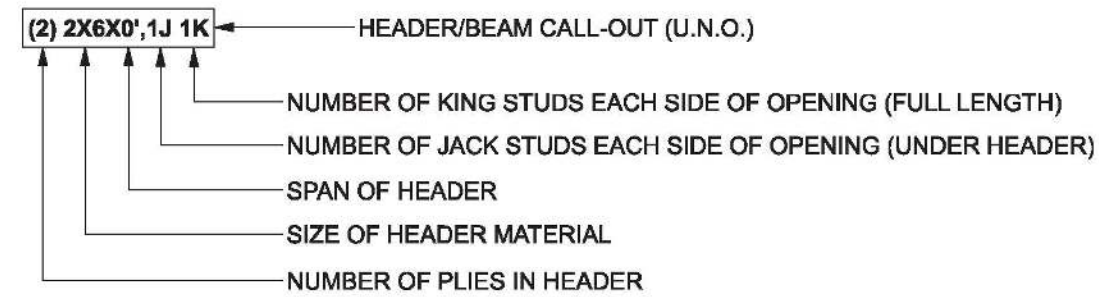 (2) 2X6X0',1J 1K HEADER/BEAM CALL-OUT (U.N.O.)
NUMBER OF KING STUDS EACH SIDE OF OPENING (FULL LENGTH)
NUMBER OF JACK STUDS EACH SIDE OF OPENING (UNDER HEADER)
SPAN OF HEADER
SIZE OF HEADER MATERIAL
NUMBER OF PLIES IN HEADER